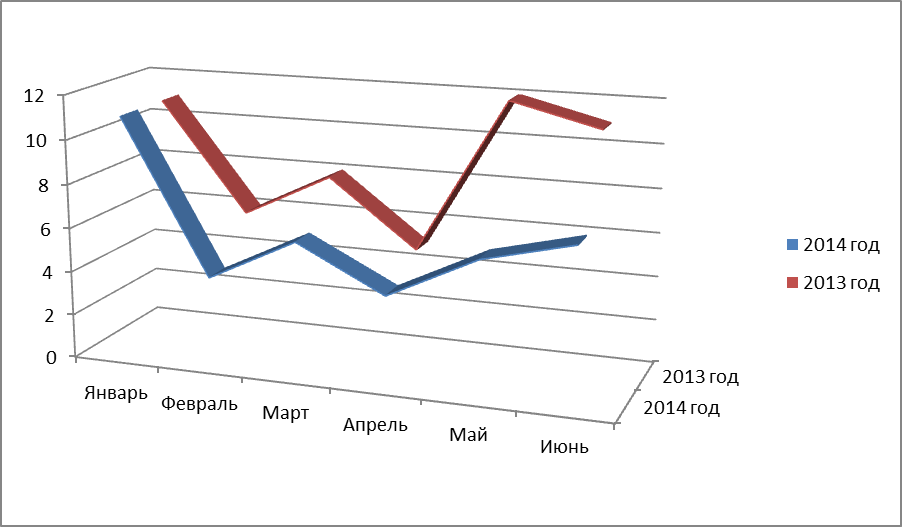 12
10
8
6
4
2
0
Январь
Февраль
Март
Апрель
Май
Июнь
2013 год
2014 год
2014 год
2013 год